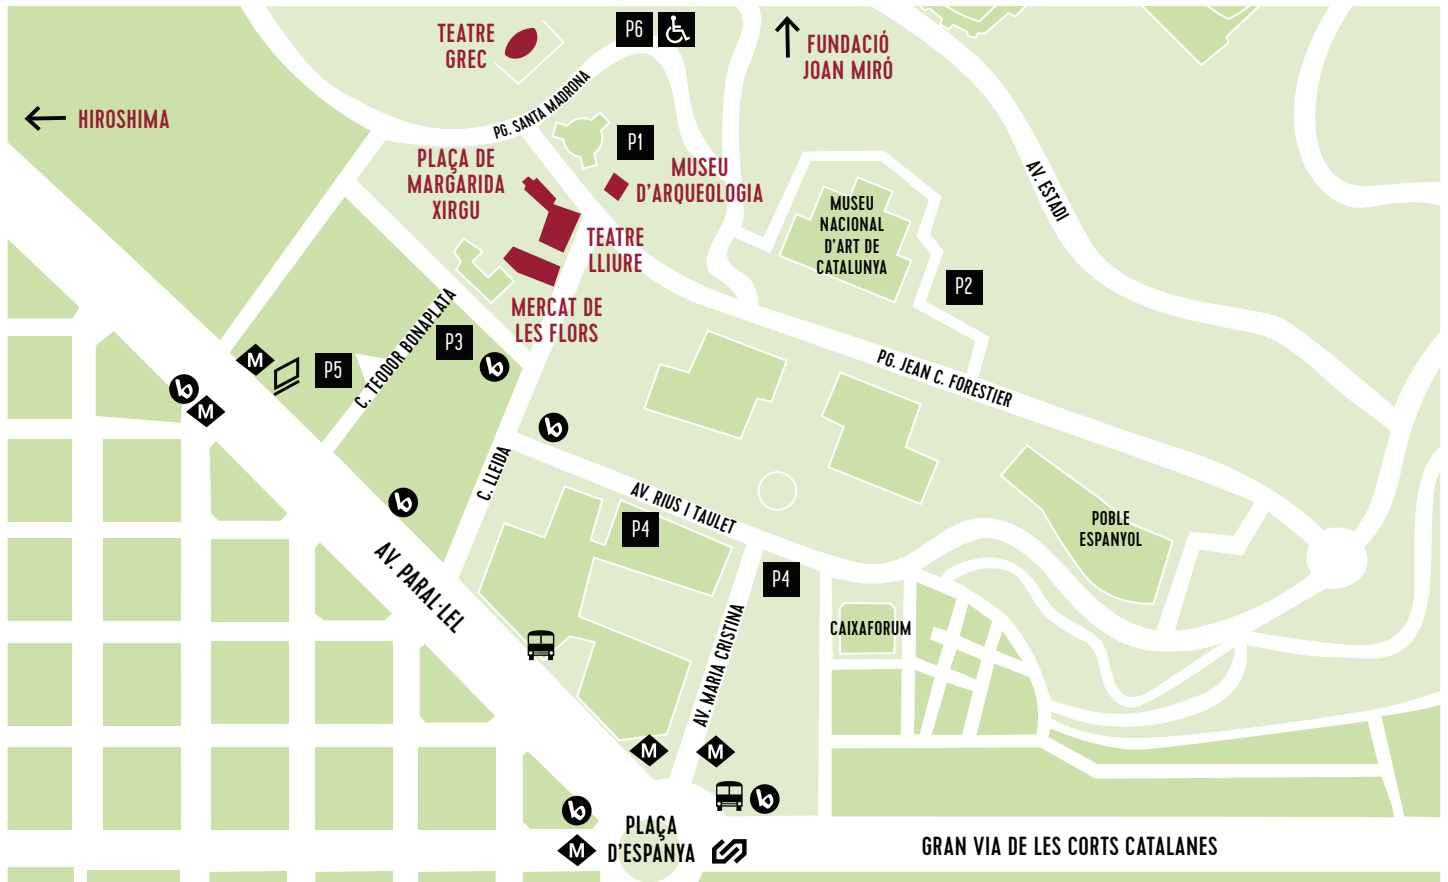 TEATRE
GREC
P6
FUNDACIÓ
JOAN MIRÓ
HIROSHIMA
PG. SANTA MADRONA
P1
PLAÇA DE
MARGARIDA
XIRGU
MUSEU
D'ARQUEOLOGIA
AV. ESTADI
MUSEU
NACIONAL
D'ART DE
CATALUNYA
TEATRE
LLIURE
P2
MERCAT DE
LES FLORS
C. TEODOR BONAPLATA
P3
M
P5
PG. JEAN C. FORESTIER
b
b
M
b
C. LLEIDA
b
AV. RIUS I TAULET
P4
POBLE
ESPANYOL
AV. PARAL·LEL
P4
CAIXAFORUM
AV. MARIA CRISTINA
M
M
b
b
PLAÇA
D'ESPANYA
M
GRAN VIA DE LES CORTS CATALANES